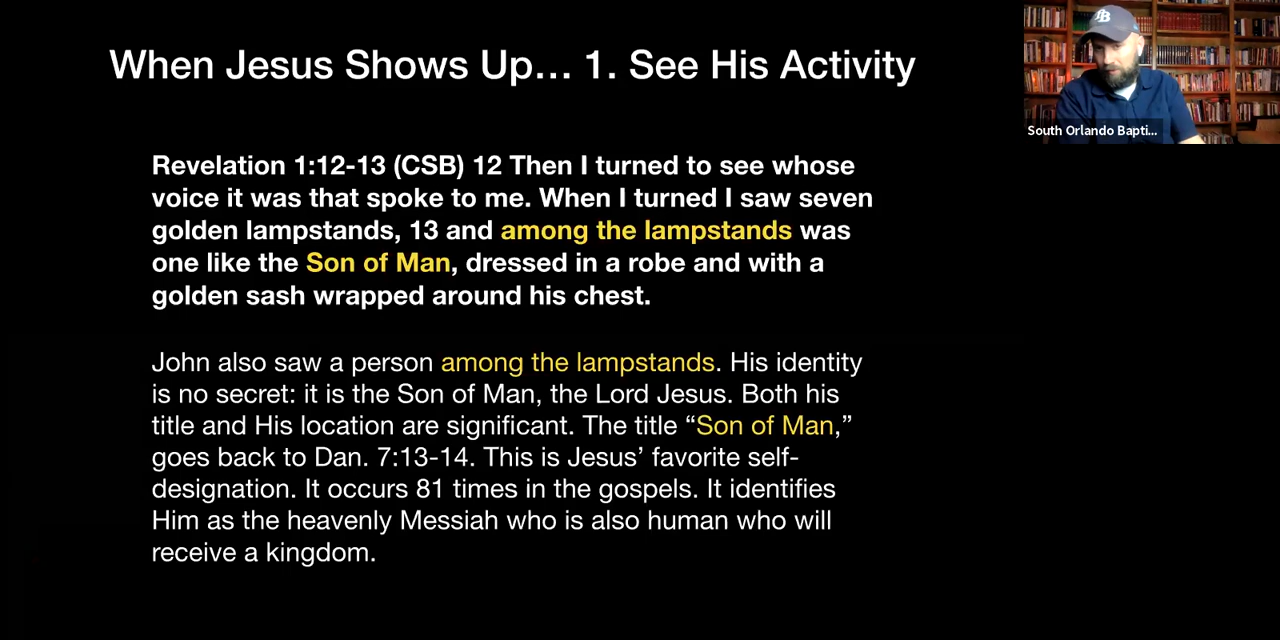 When Jesus Shows Up... 1. See His Activity
Revelation 1:12-13 (CSB) 12 Then I turned to see whose
voice it was that spoke to me. When I turned I saw seven
golden lampstands, 13 and among the lampstands was
one like the Son of Man, dressed in a robe and with a
golden sash wrapped around his chest.
John also saw a person among the lampstands. His identity
is no secret: it is the Son of Man, the Lord Jesus. Both his
title and His location are significant. The title “Son of Man,”
goes back to Dan. 7:13-14. This is Jesus’ favorite self-
designation. It occurs 81 times in the gospels. It identifies
Him as the heavenly Messiah who is also human who will
receive a kingdom.
TB
South Orlando Bapti...